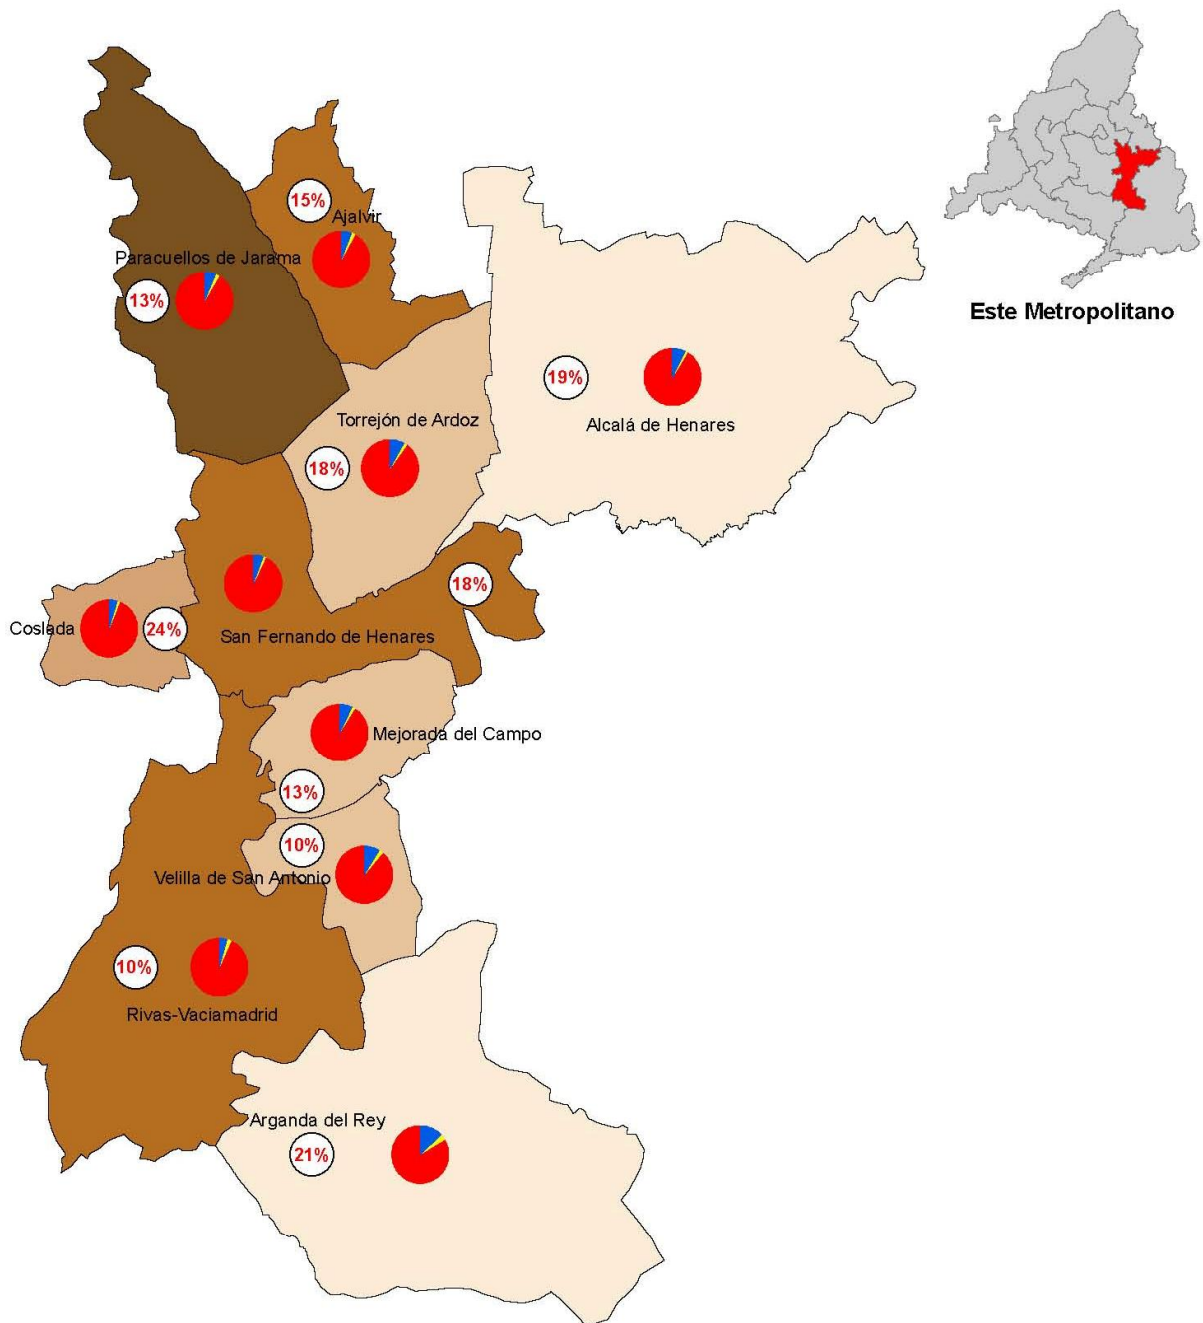 15%
Ajalvir
Paracuellos de Jarama
13%
Este Metropolitano
19%
Alcalá de Henares
Torrejón de Ardoz
18%
18%
Coslada
24%
San Fernando de Henares
Mejorada del Campo
13%
10%
Velilla de San Antonio
10%
Rivas-Vaciamadrid
Arganda del Rey
21%